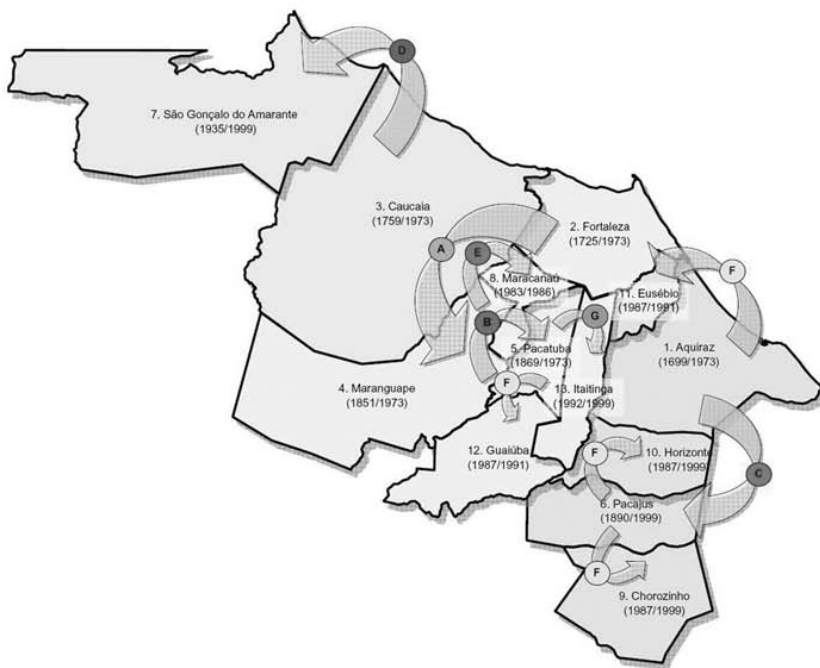 D
7. São Gonçalo do Amarante
(1935/1999)
3. Caucaia
(1759/1973)
2. Fortaleza
(1725/1973)
A
E
F
8. Maracanaú
(1983/1986)
11. Eusébio
(1987/1991)
B
G
5. Pacatuba
(1869/1973)
1. Aquiraz
(1699/1973)
4. Maranguape
(1851/1973)
F
13. Itaitinga
(1992/1999)
12. Guaiúba
(1987/1991)
F
10. Horizonte
(1987/1999)
C
6. Pacajus
(1890/1999)
F
9. Chorozinho
(1987/1999)